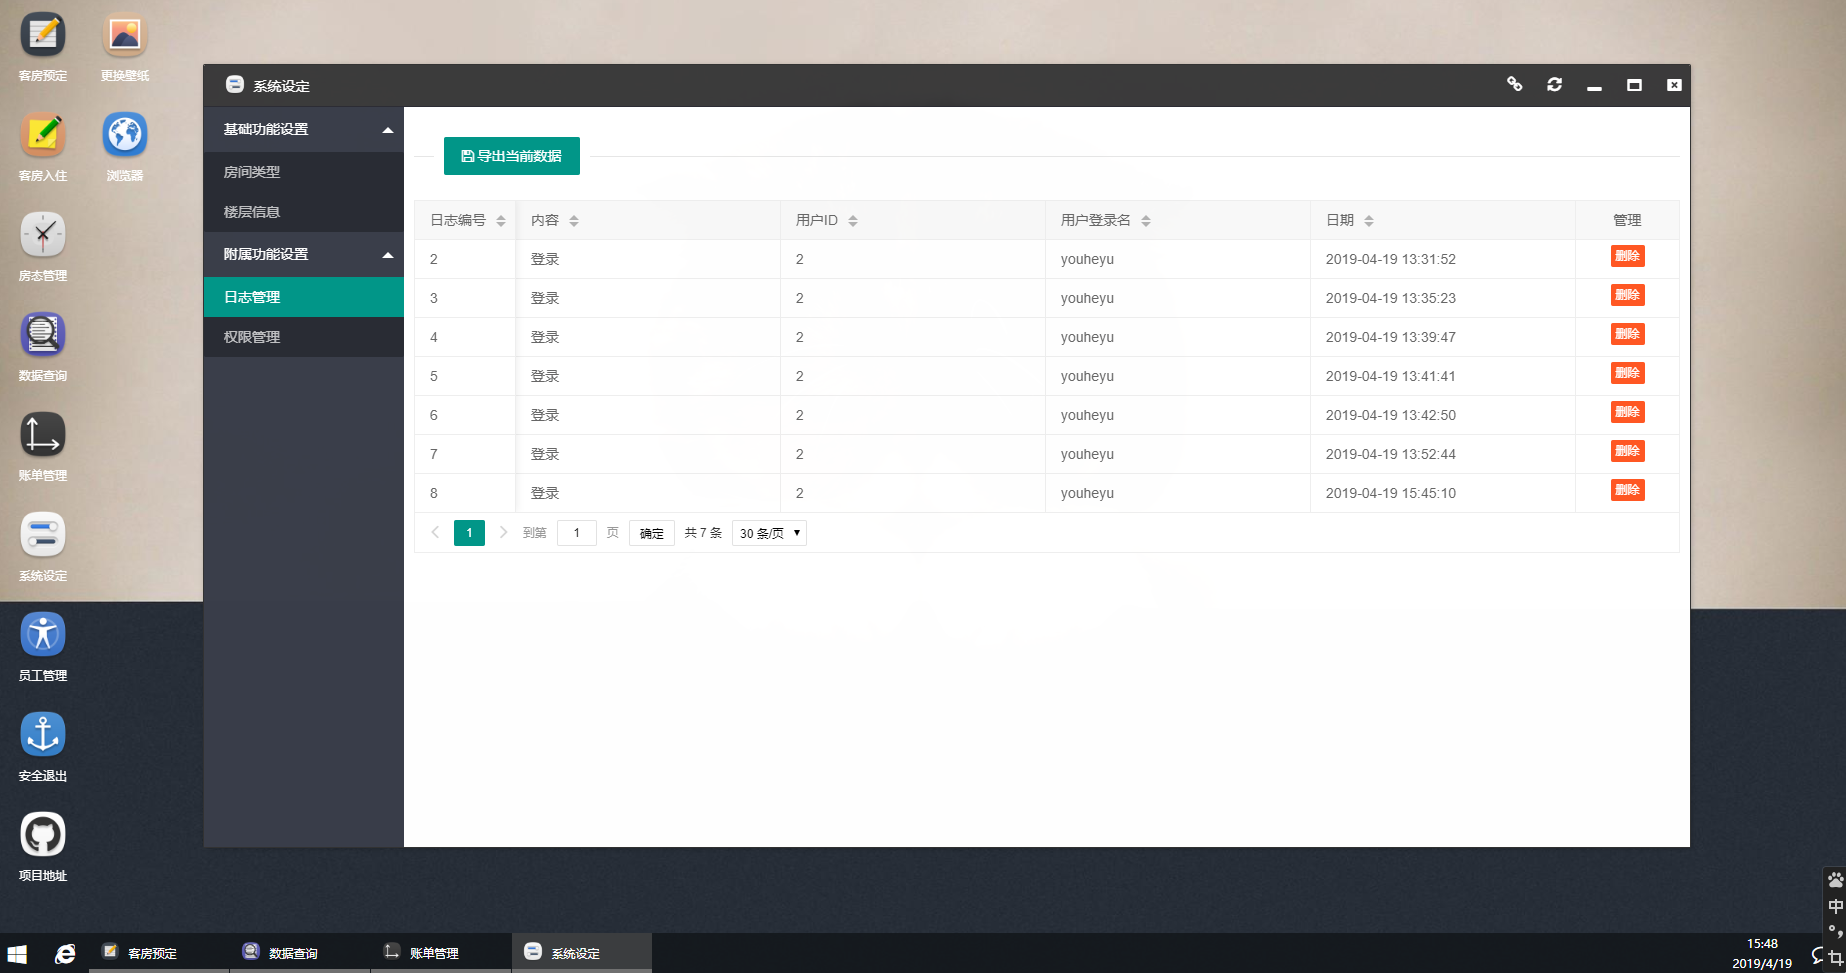 客房预定
更换壁纸
客房入住
浏览器
房态管理
数据查询
账单管理
系统设定
员工管理
安全退出
项目地址
系统设定
基础功能设置
房间类型
楼层信息
附属功能设置
日志管理
权限管理
导出当前数据
日志编号 内容 用户ID 用户登录名 日期 管理
2 登录 2 youheyu 2019-04-19 13:31:52 删除
3 登录 2 youheyu 2019-04-19 13:35:23 删除
4 登录 2 youheyu 2019-04-19 13:39:47 删除
5 登录 2 youheyu 2019-04-19 13:41:41 删除
6 登录 2 youheyu 2019-04-19 13:42:50 删除
7 登录 2 youheyu 2019-04-19 13:52:44 删除
8 登录 2 youheyu 2019-04-19 15:45:10 删除
1 到第 1 页 确定 共 7 条 30 条/页
客房预定 数据查询 账单管理 系统设定
中
15:48
2019/4/19